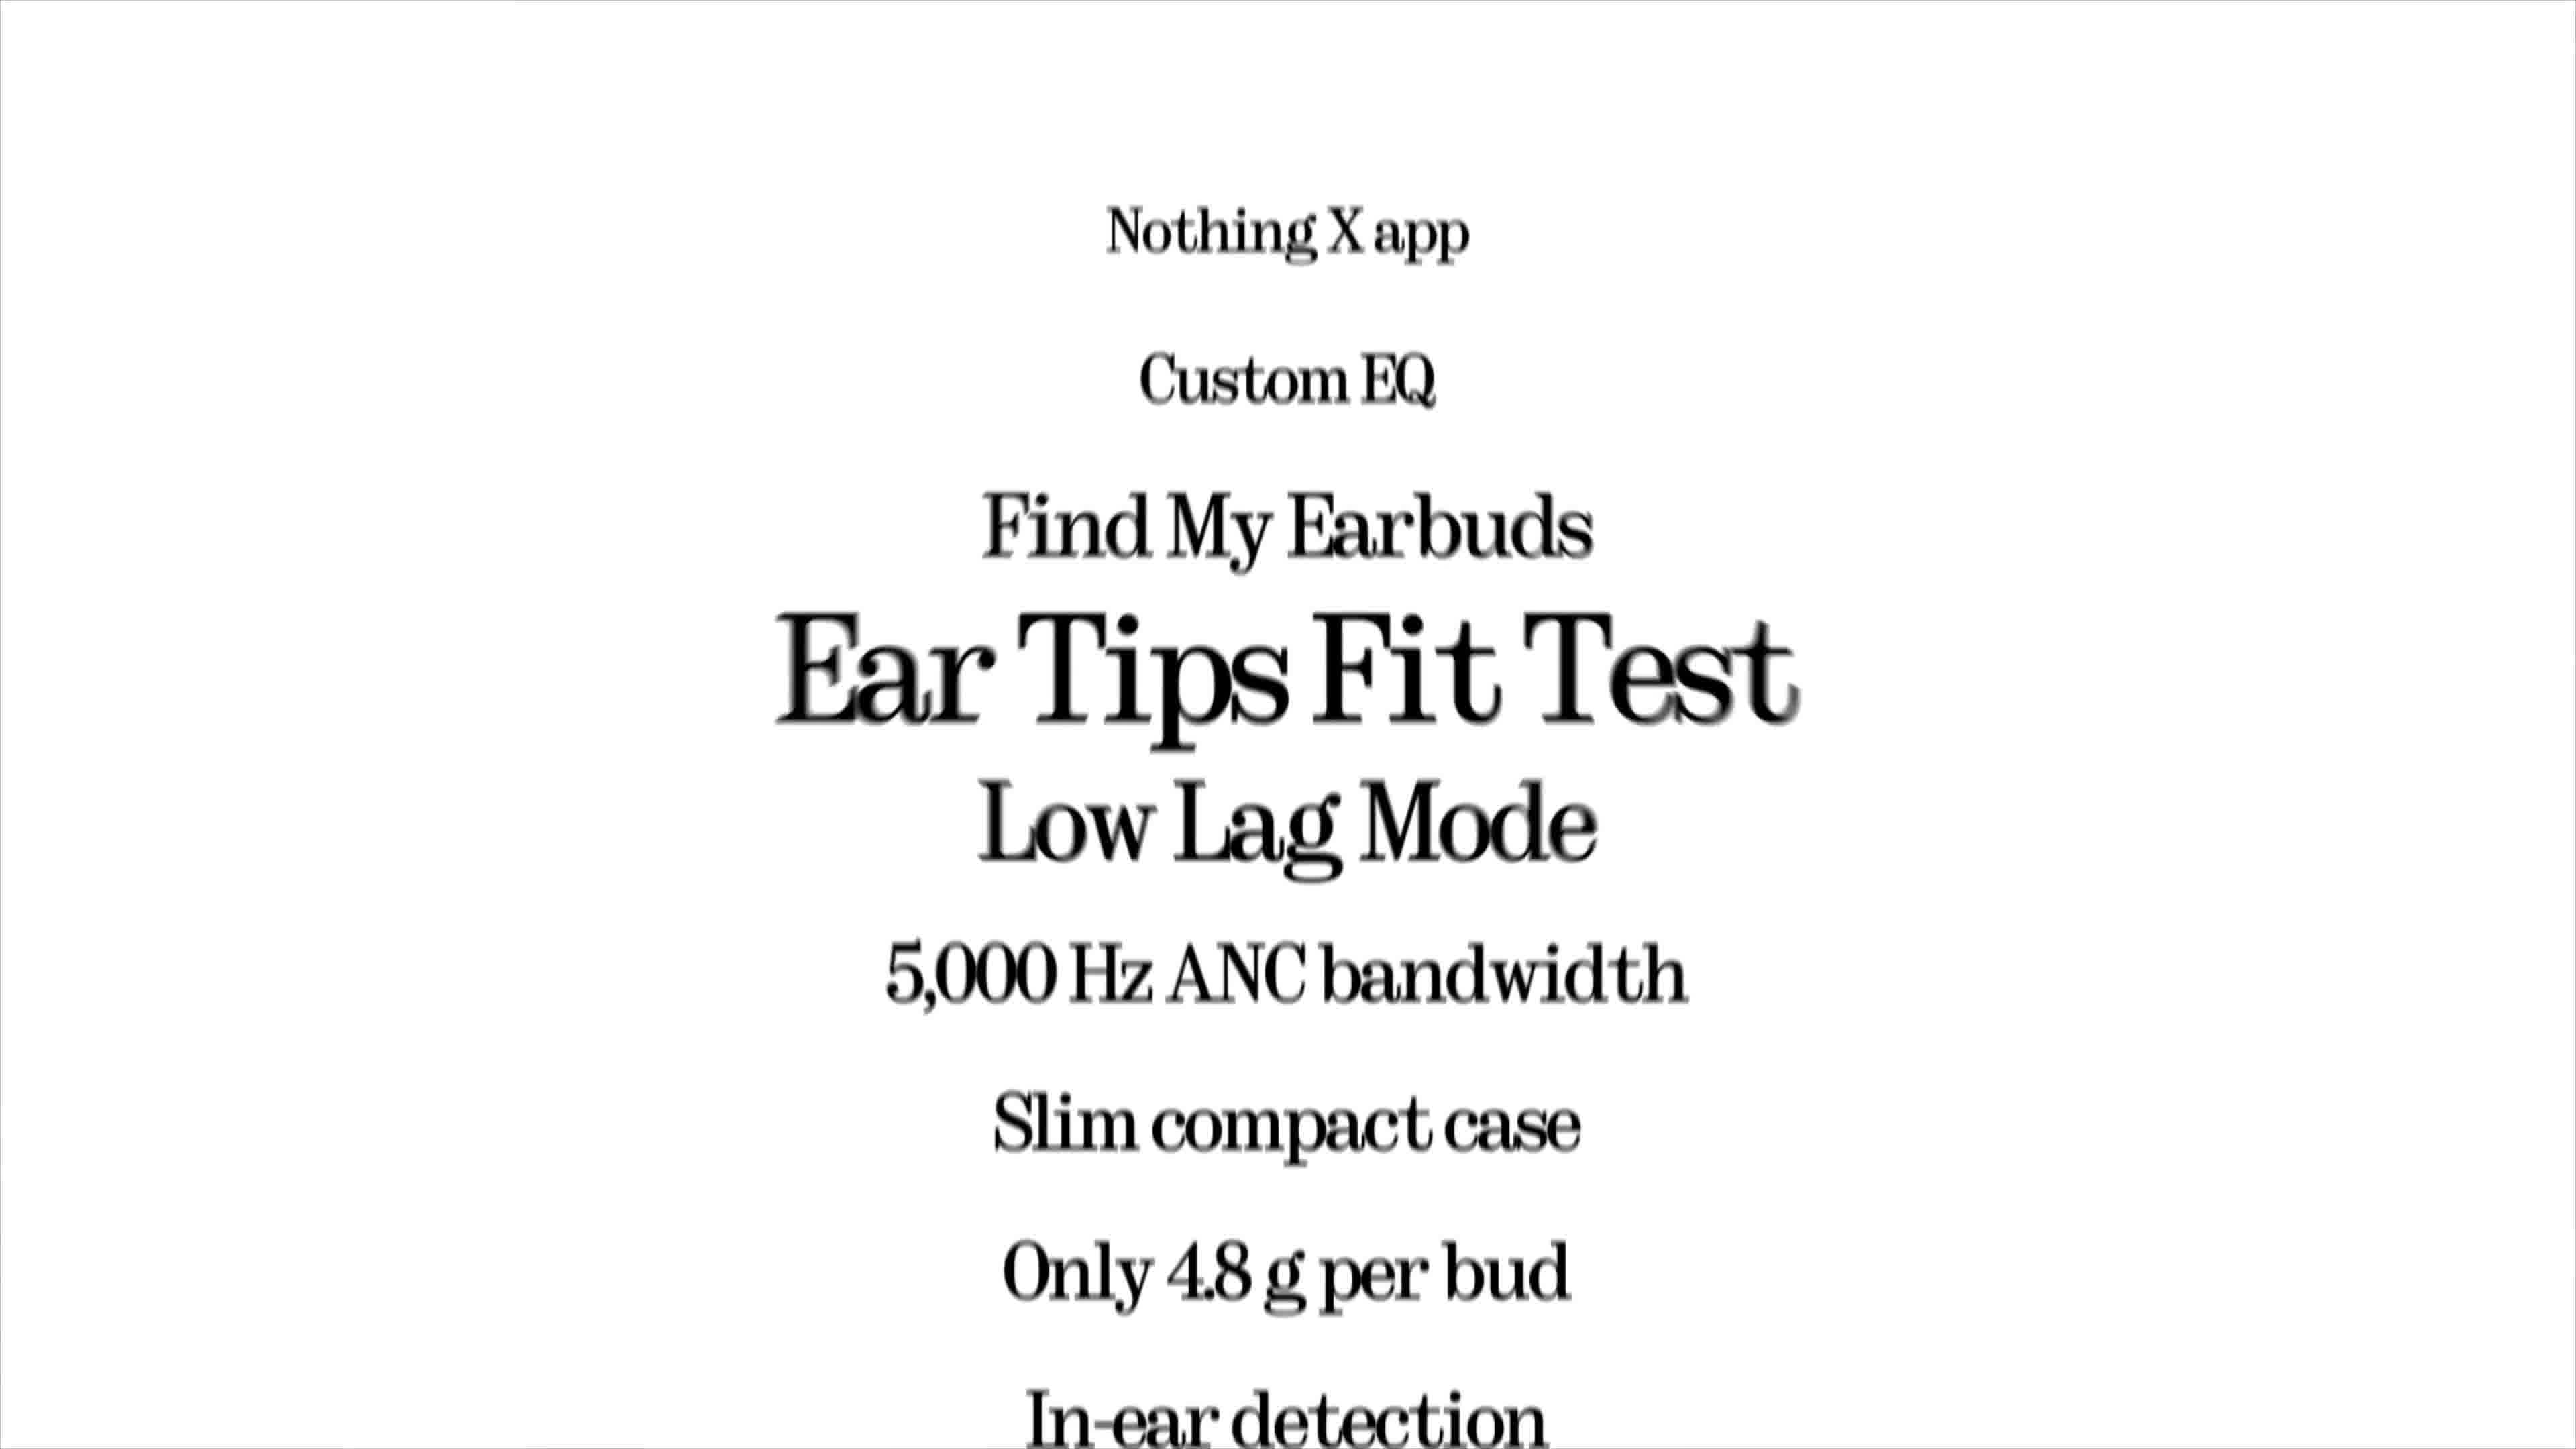 Nothing X app
Custom EQ
Find My Earbuds
Ear Tips Fit Test
Low Lag Mode
5,000 Hz ANC bandwidth
Slim compact case
Only 4.8 g per bud
In-ear detection